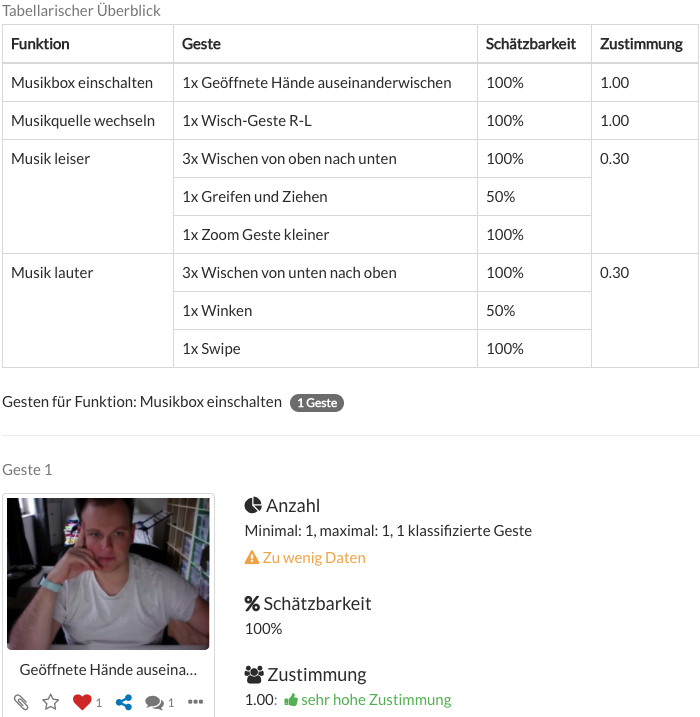 Tabellarischer Überblick
Funktion Geste Schätzbarkeit Zustimmung
Musikbox einschalten 1x Geöffnete Hände auseinanderwischen 100% 1.00
Musikquelle wechseln 1x Wisch-Geste R-L 100% 1.00
Musik leiser 3x Wischen von oben nach unten 100% 0.30
1x Greifen und Ziehen 50%
1x Zoom Geste kleiner 100%
Musik lauter 3x Wischen von unten nach oben 100% 0.30
1x Winken 50%
1x Swipe 100%
Gesten für Funktion: Musikbox einschalten 1 Geste
Geste 1
Anzahl
Minimal: 1, maximal: 1, 1 klassifizierte Geste
Zu wenig Daten
Schätzbarkeit
100%
Zustimmung
1.00: sehr hohe Zustimmung
Geöffnete Hände auseina...
1 1